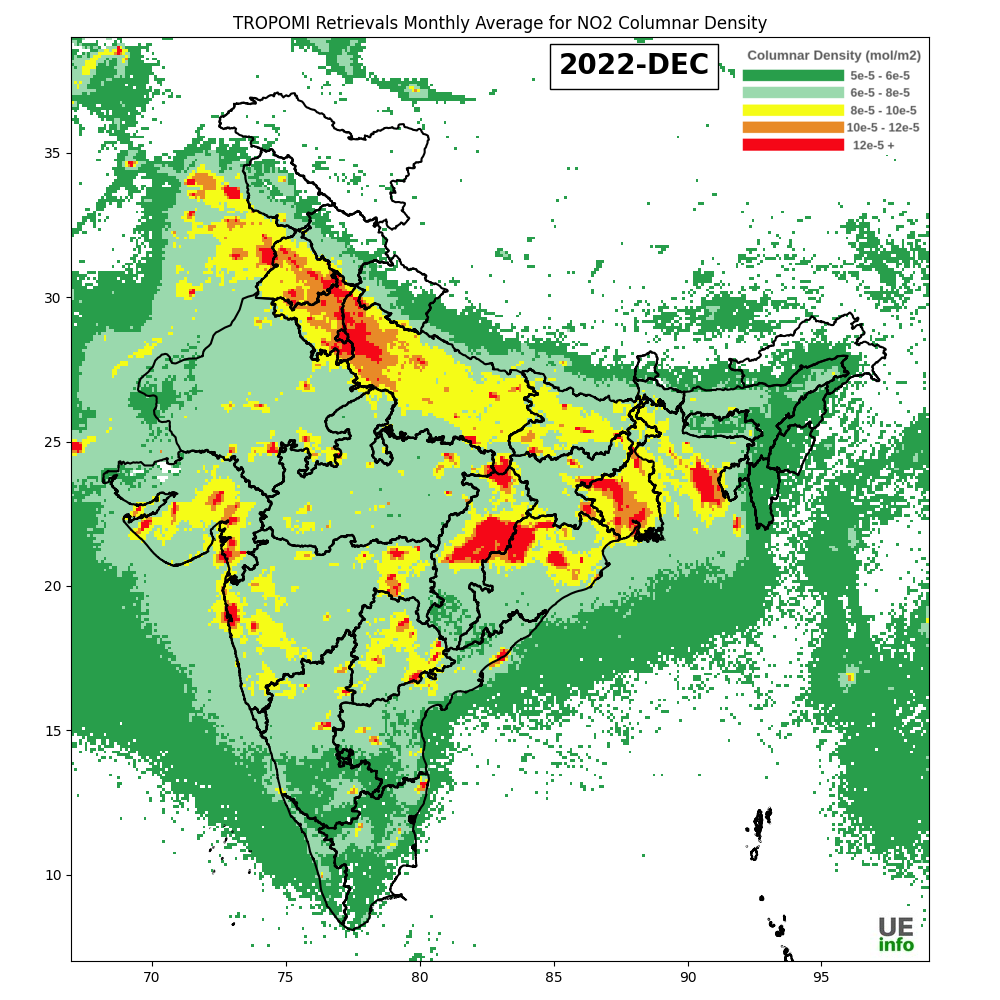 TROPOMI Retrievals Monthly Average for NO2 Columnar Density
2022-DEC
Columnar Density (mol/m2)
5e-5 - 6e-5
6e-5 - 8e-5
8e-5 - 10e-5
10e-5 - 12e-5
12e-5 +
35
30
25
20
15
10
70 75 80 85 90 95
UE
info